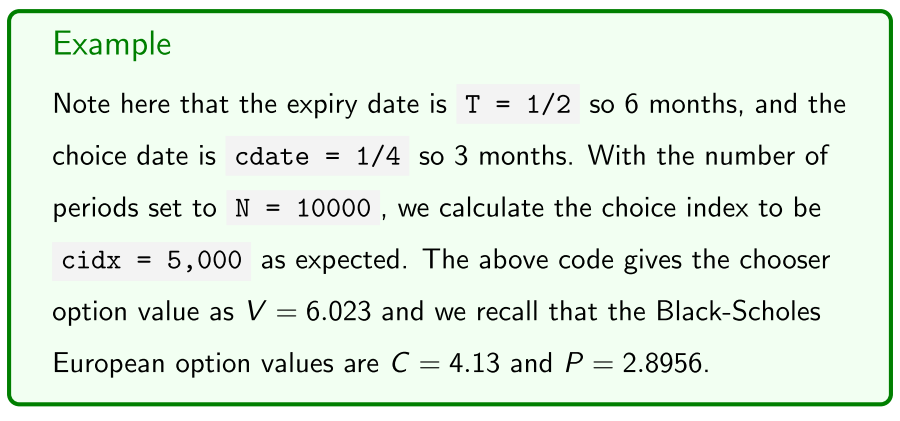 Example
Note here that the expiry date is T = 1/2 so 6 months, and the
choice date is cdate = 1/4 so 3 months. With the number of
periods set to N = 10000, we calculate the choice index to be
cidx = 5,000 as expected. The above code gives the chooser
option value as V = 6.023 and we recall that the Black-Scholes
European option values are C = 4.13 and P = 2.8956.